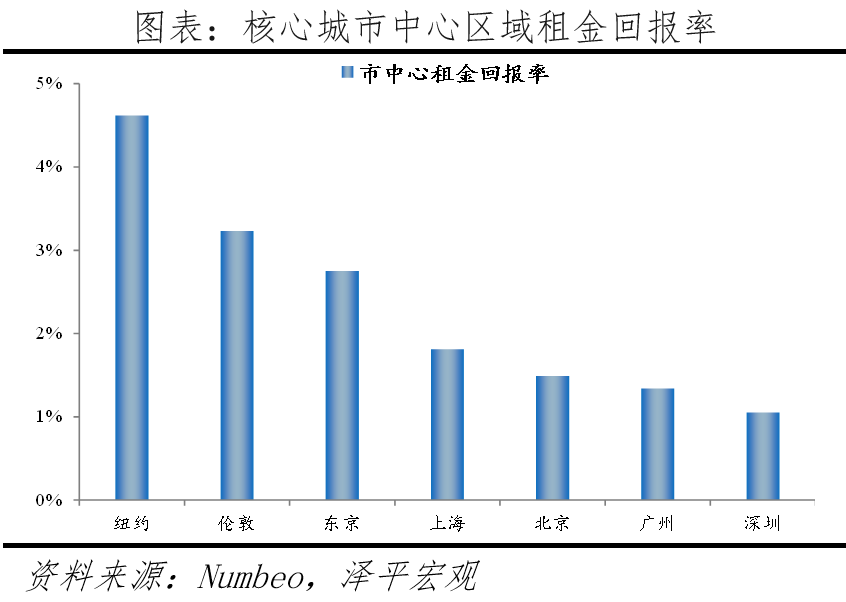 图表：核心城市中心区域租金回报率
市中心租金回报率
5%
4%
3%
2%
1%
0%
纽约 伦敦 东京 上海 北京 广州 深圳
资料来源：Numbeo，泽平宏观